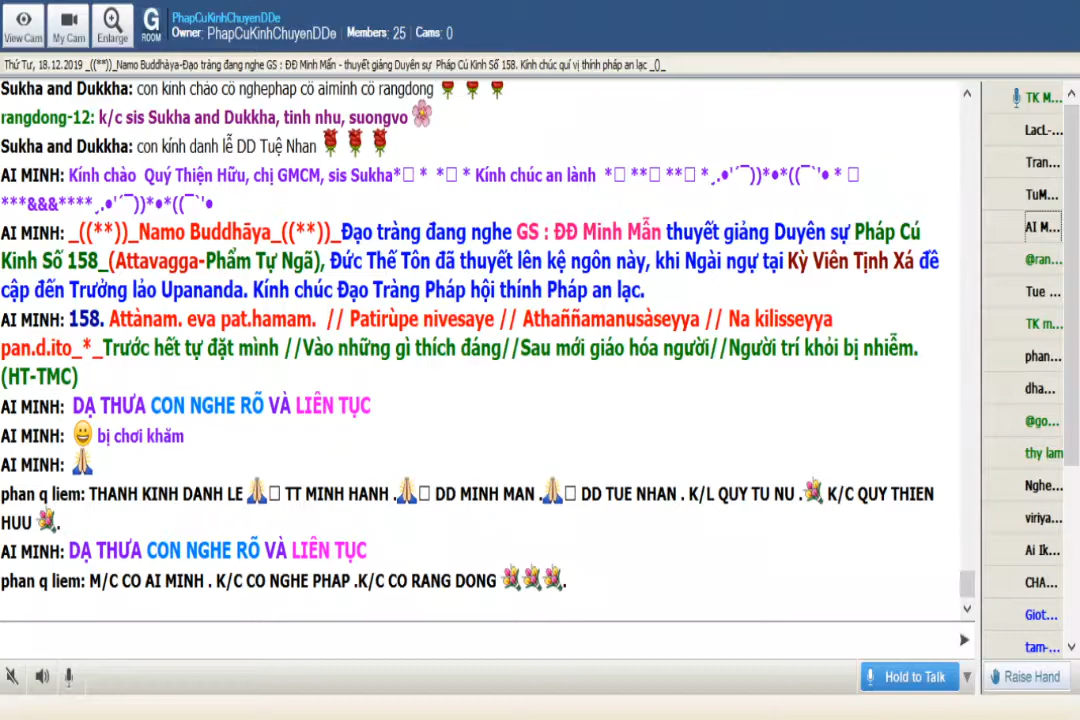 View Cam
My Cam
Enlarge
G
ROOM
PhapCuKinhChuyenDDe
Owner: PhapCuKinhChuyenDDe Members: 25 Cams: 0
Thứ Tư, 18.12.2019 _((**))_Namo Buddhàya-Đạo tràng đang nghe GS : ĐĐ Minh Mẫn - thuyết giảng Duyên sự Pháp Cú Kinh Số 158. Kính chúc quí vị thính pháp an lạc _()_
Sukha and Dukkha: con kinh chào cô nghephap cô aiminh cô rangdong
rangdong-12: k/c sis Sukha and Dukkha, tinh nhu, suongvo
Sukha and Dukkha: con kính danh lễ DD Tuệ Nhan
AI MINH: Kính chào Quý Thiện Hữu, chị GMCM, sis Sukha*□ * *□ * Kính chúc an lành *□ **□ **□ *¸.•'´¯))*•*((¯`'• * □
***&&&****¸.•'´¯))*•*((¯`'•
AI MINH: _((**))_Namo Buddhãya_((**))_Đạo tràng đang nghe GS : ĐĐ Minh Mẫn thuyết giảng Duyên sự Pháp Cú
Kinh Số 158_(Attavagga-Phẩm Tự Ngã), Đức Thế Tôn đã thuyết lên kệ ngôn này, khi Ngài ngự tại Kỳ Viên Tịnh Xá đề
cập đến Trưởng lảo Upananda. Kính chúc Đạo Tràng Pháp hội thính Pháp an lạc.
AI MINH: 158. Attànam. eva pat.hamam. // Patirùpe nivesaye // Athaññamanusàseyya // Na kilisseyya
pan.d.ito_*_Trước hết tự đặt mình //Vào những gì thích đáng//Sau mới giáo hóa người//Người trí khỏi bị nhiễm.
(HT-TMC)
AI MINH: DẠ THƯA CON NGHE RÕ VÀ LIÊN TỤC
AI MINH: bị chơi khăm
AI MINH:
phan q liem: THANH KINH DANH LE □ TT MINH HANH .□ DD MINH MAN .□ DD TUE NHAN . K/L QUY TU NU . K/C QUY THIEN
HUU .
AI MINH: DẠ THƯA CON NGHE RÕ VÀ LIÊN TỤC
phan q liem: M/C CO AI MINH . K/C CO NGHE PHAP .K/C CO RANG DONG .
TK M...
LacL-...
Tran...
TuM...
AI M...
@ran...
Tue ...
TK m...
phan...
dha...
@go...
thy lam
Nghe...
viriya...
Ai Ik...
CHA...
Giot...
tam-...
Hold to Talk
Raise Hand